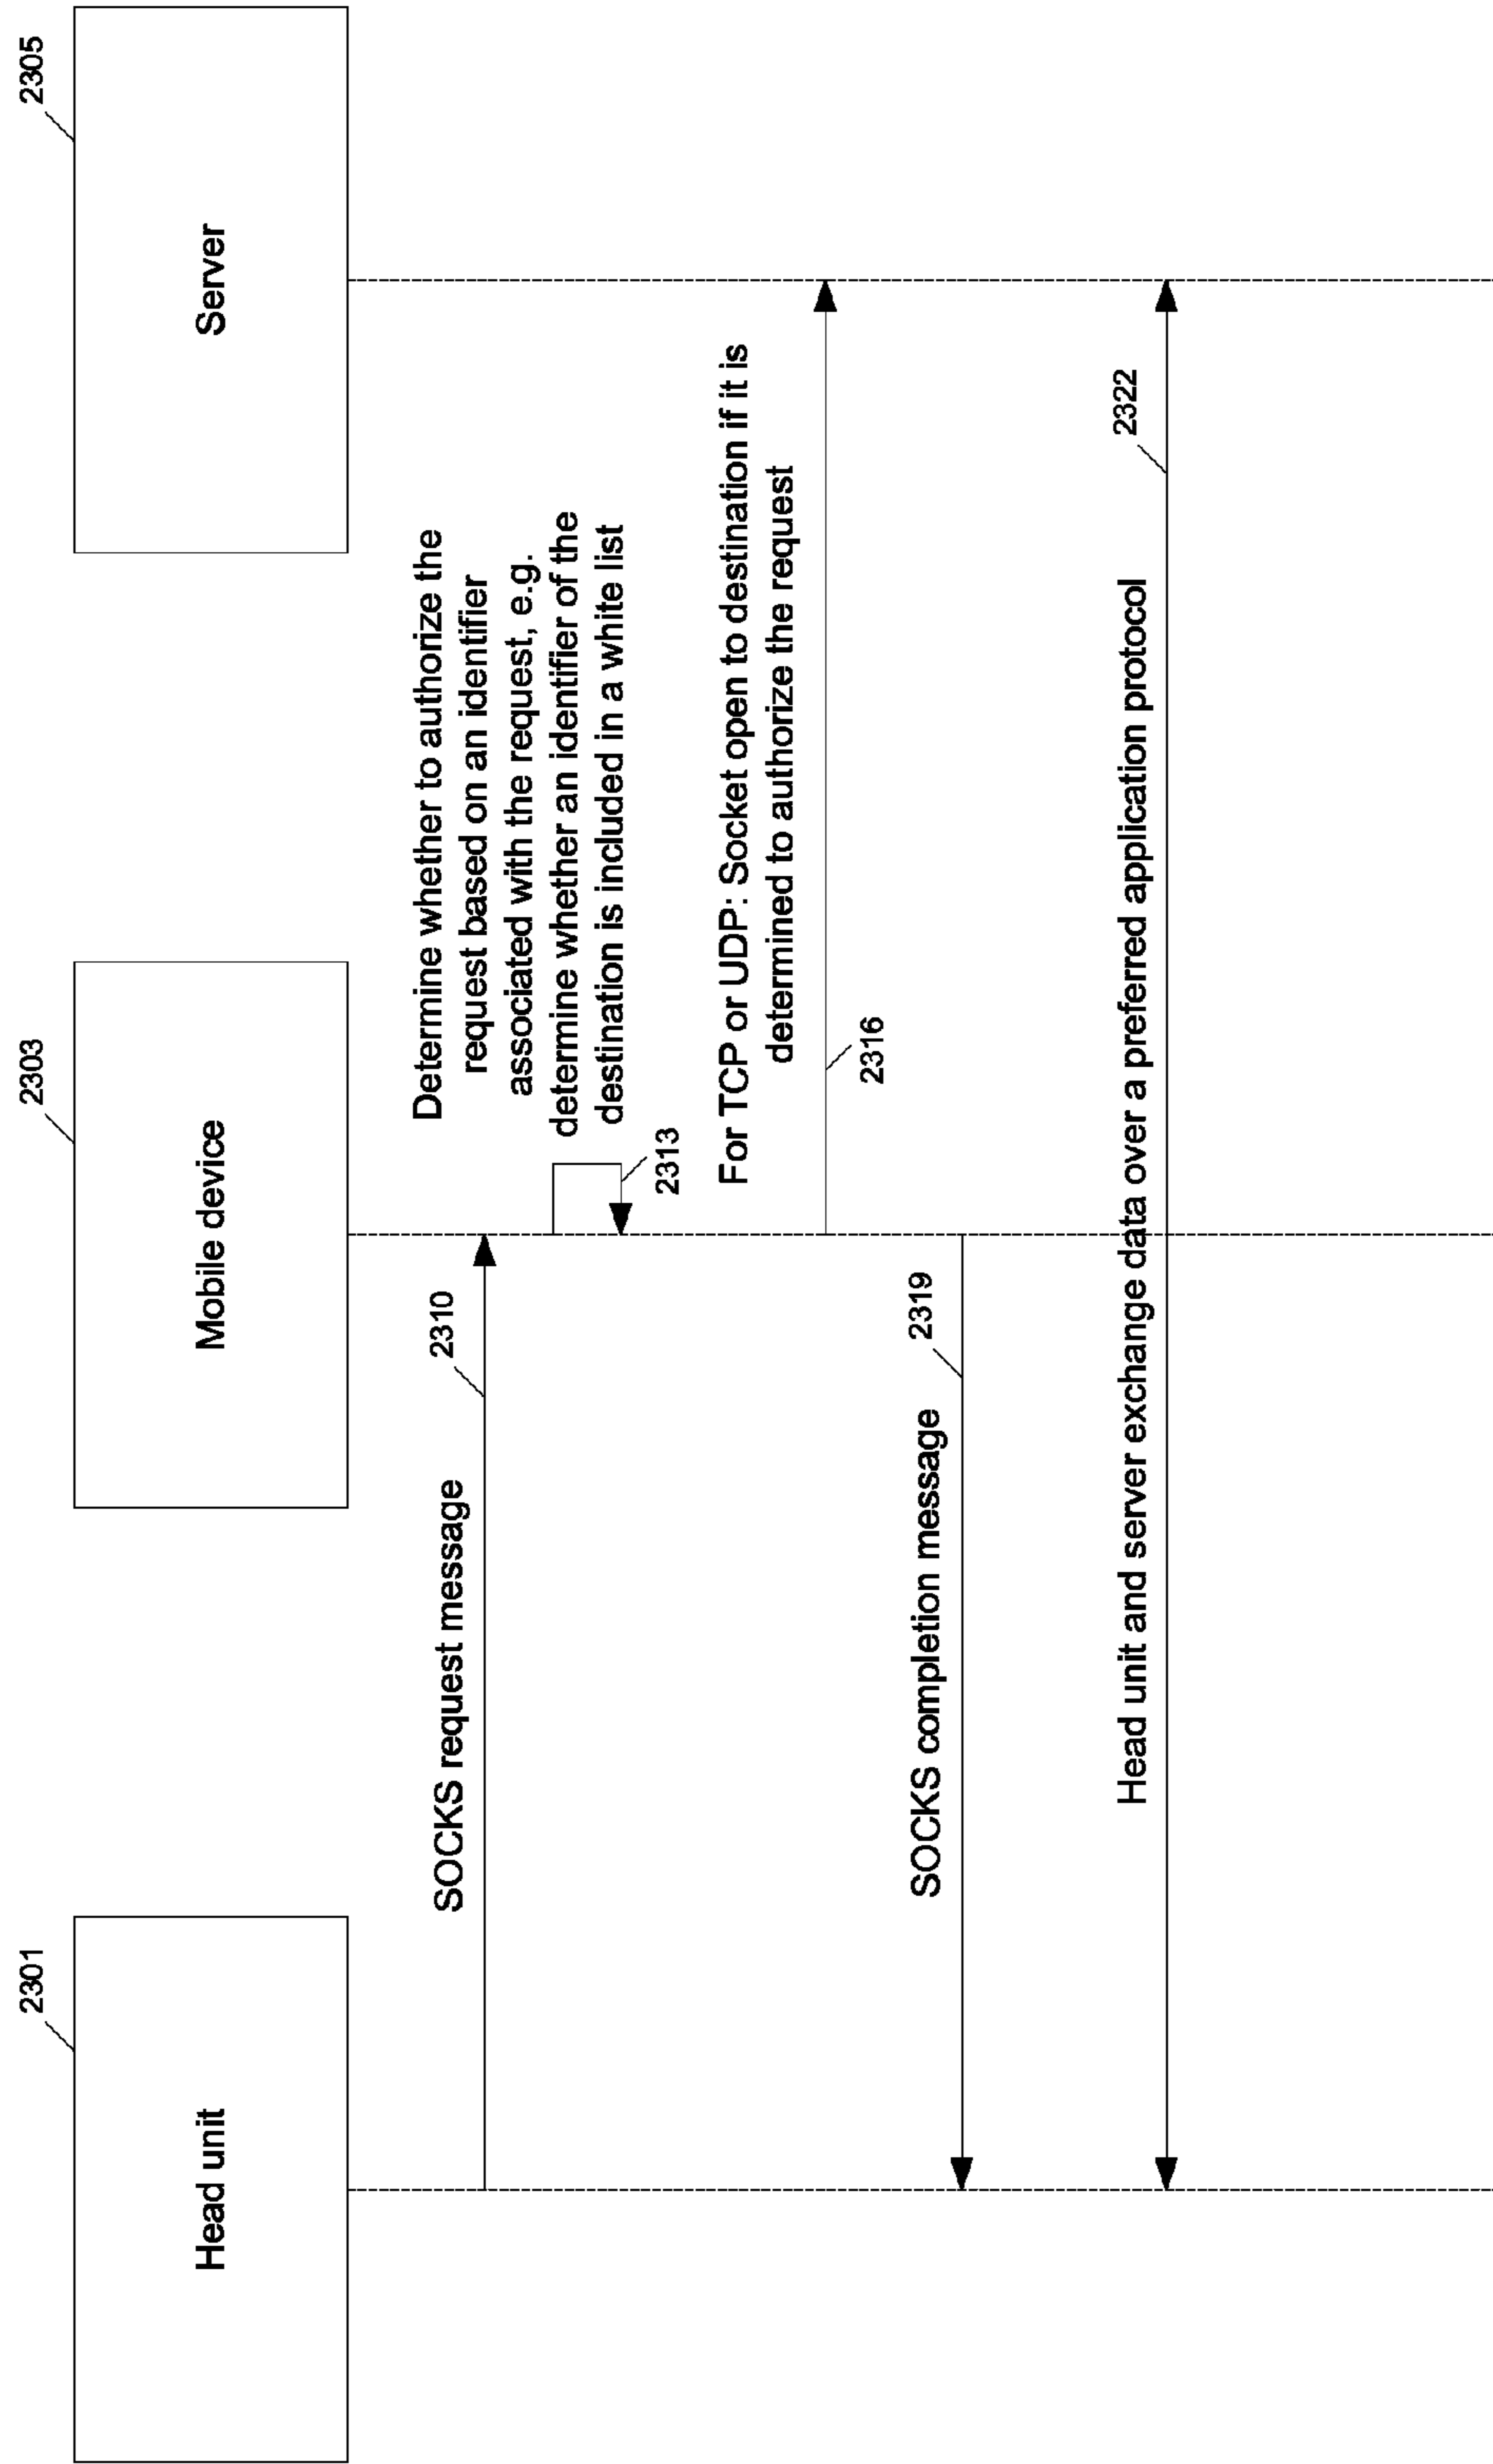 2301
2303
2305
Head unit
Mobile device
Server
SOCKS request message
2310
Determine whether to authorize the
request based on an identifier
associated with the request, e.g.
determine whether an identifier of the
destination is included in a white list
2313
For TCP or UDP: Socket open to destination if it is
determined to authorize the request
2316
SOCKS completion message
2319
Head unit and server exchange data over a preferred application protocol
2322